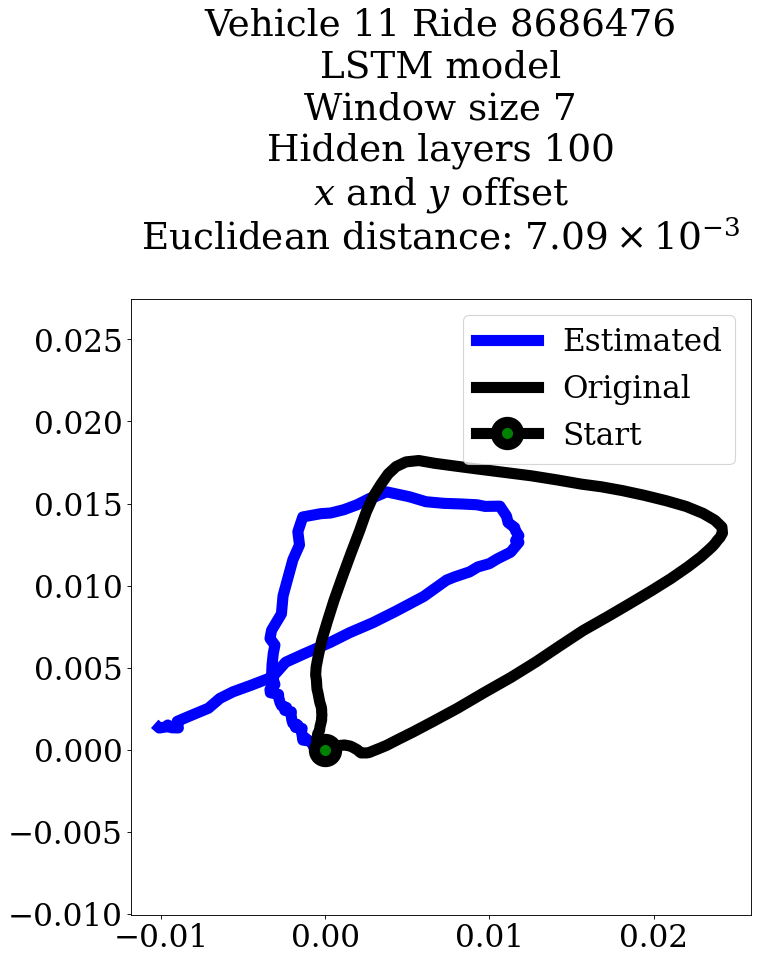 Vehicle 11 Ride 8686476
LSTM model
Window size 7
Hidden layers 100
x and y offset
Euclidean distance: 7.09 × 10⁻³
Estimated
Original
Start
0.025
0.020
0.015
0.010
0.005
0.000
−0.005
−0.010
−0.01 0.00 0.01 0.02